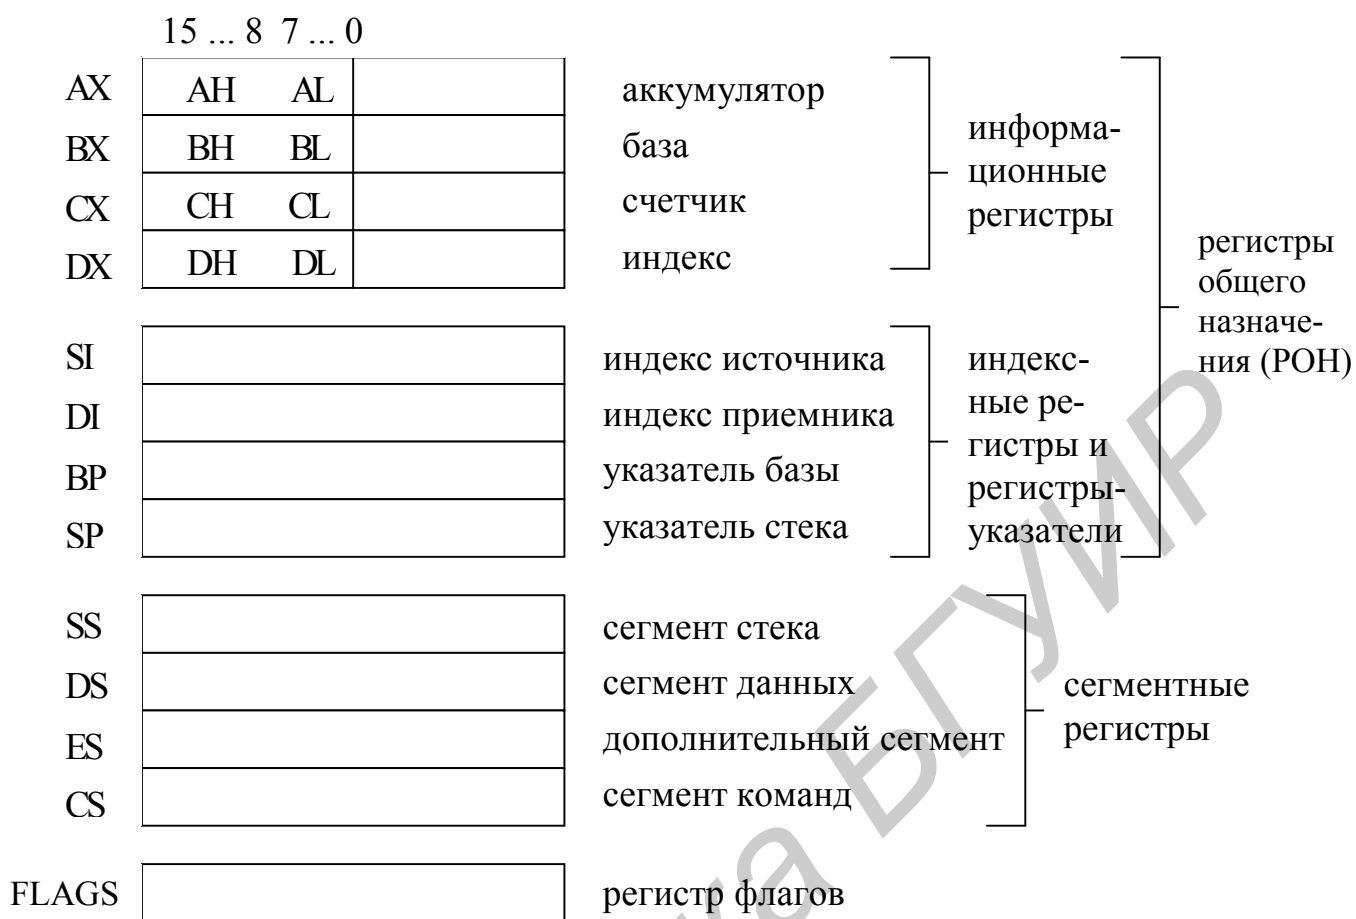 15 ... 8 7 ... 0
AX AH AL аккумулятор
BX BH BL база
CX CH CL счетчик
DX DH DL индекс
информа-
ционные
регистры
SI индекс источника
DI индекс приемника
BP указатель базы
SP указатель стека
индекс-
ные ре-
гистры и
регистры-
указатели
регистры
общего
назначе-
ния (РОН)
SS сегмент стека
DS сегмент данных
ES дополнительный сегмент
CS сегмент команд
сегментные
регистры
FLAGS регистр флагов
БГУИР